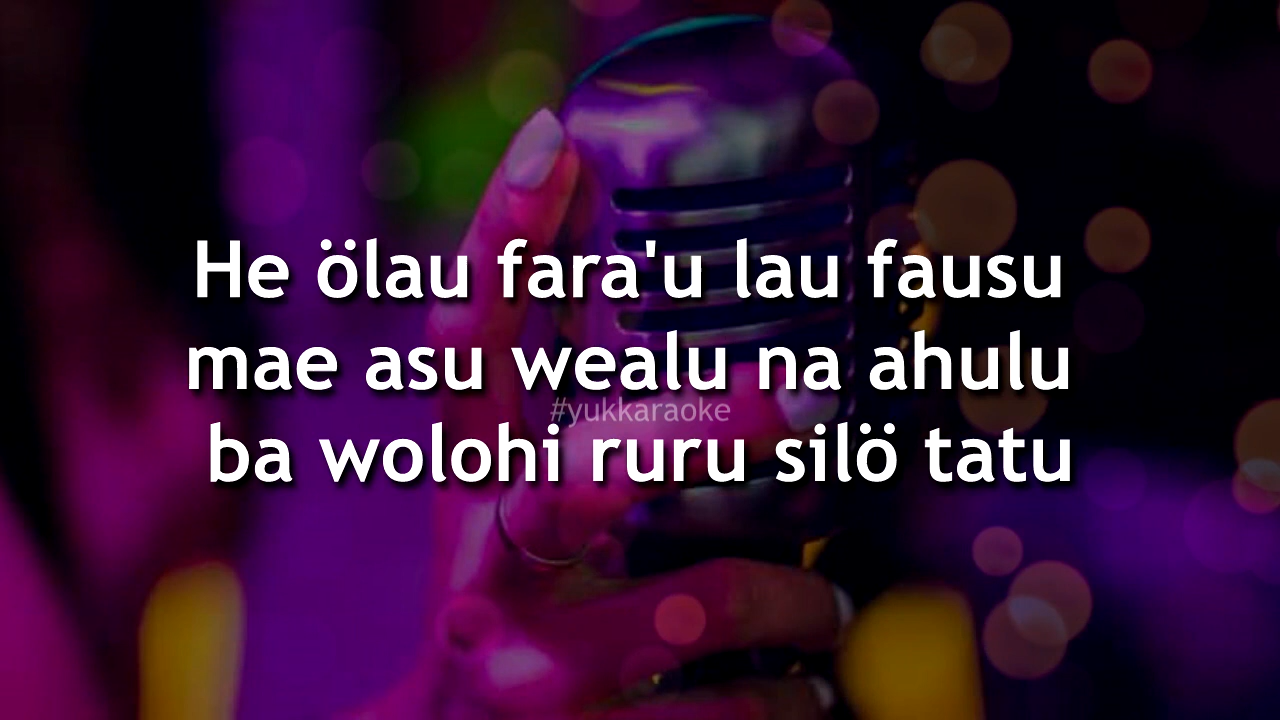 He ölau fara'u lau fausu
mae asu wealu na ahulu
#yukkaraoke
ba wolohi ruru silö tatu